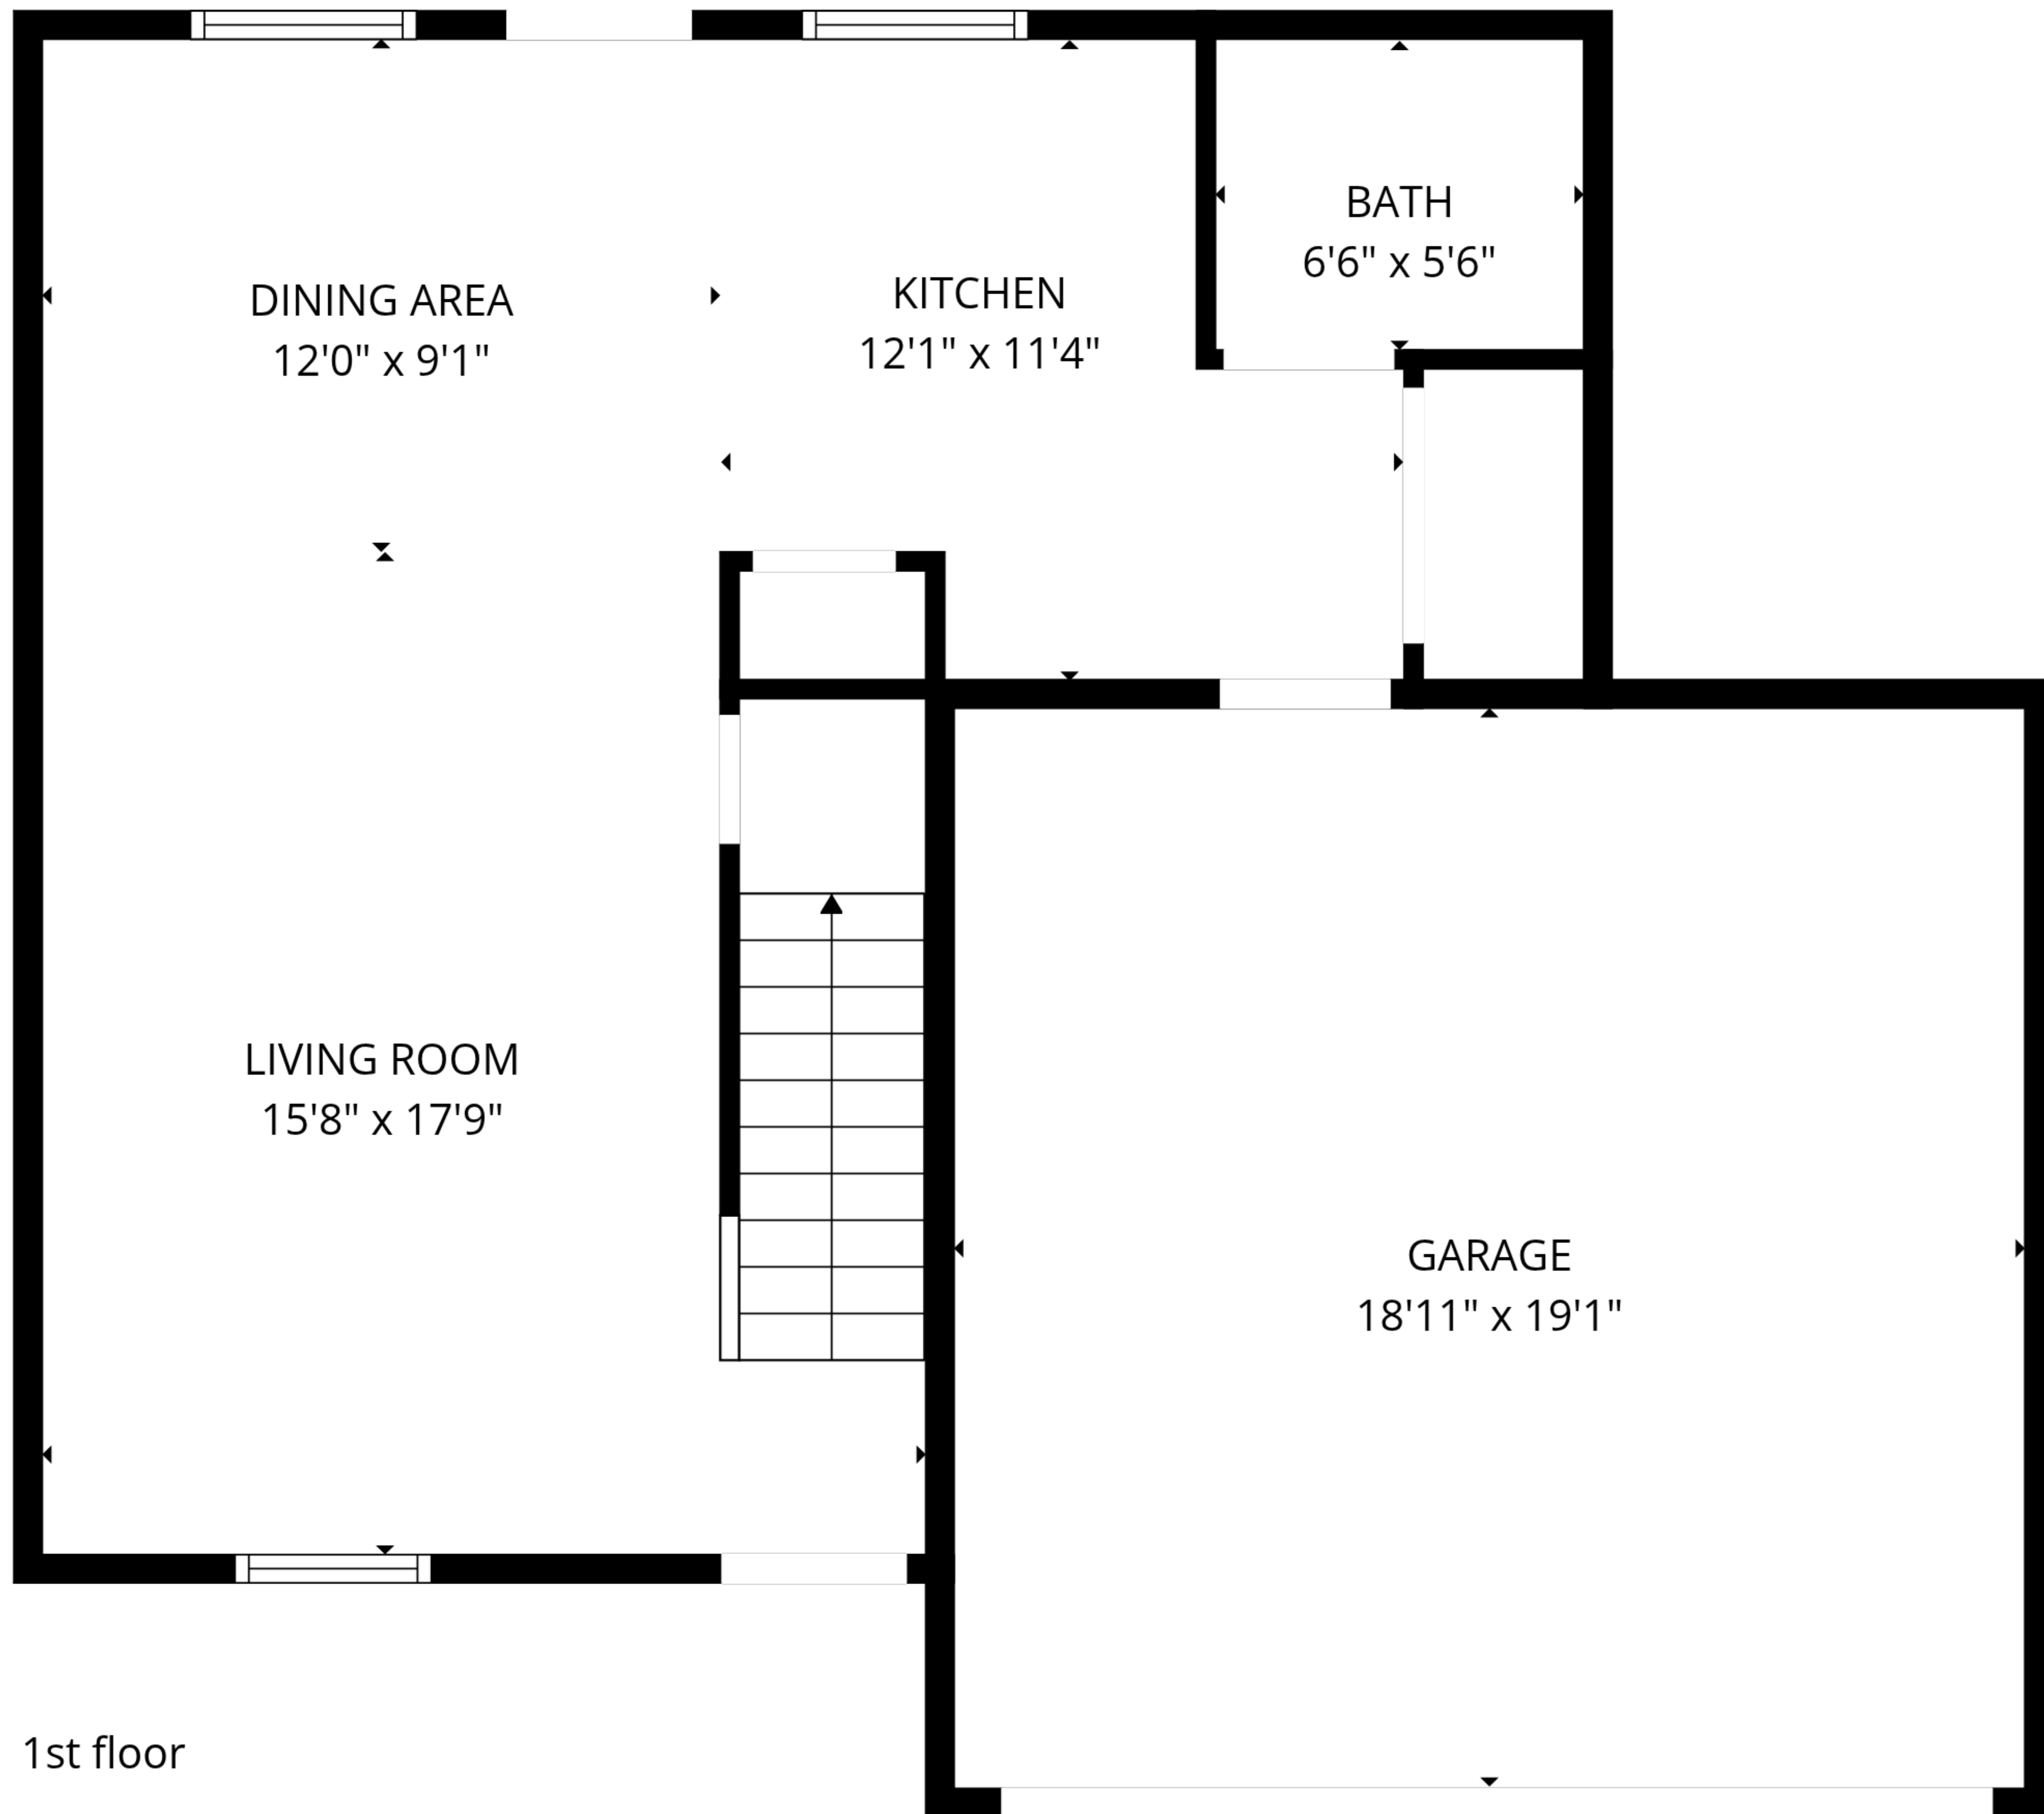 DINING AREA
12'0" x 9'1"
KITCHEN
12'1" x 11'4"
BATH
6'6" x 5'6"
LIVING ROOM
15'8" x 17'9"
GARAGE
18'11" x 19'1"
1st floor